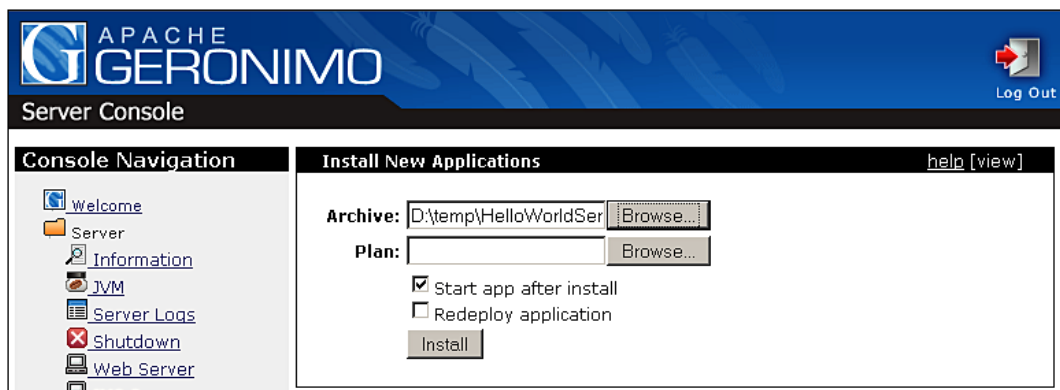 APACHE
GERONIMO
Log Out
Server Console
Console Navigation
Welcome
Server
Information
JVM
Server Logs
Shutdown
Web Server
Install New Applications
help [view]
Archive: D:\temp\HelloWorldSer Browse...
Plan: Browse...
Start app after install
Redeploy application
Install